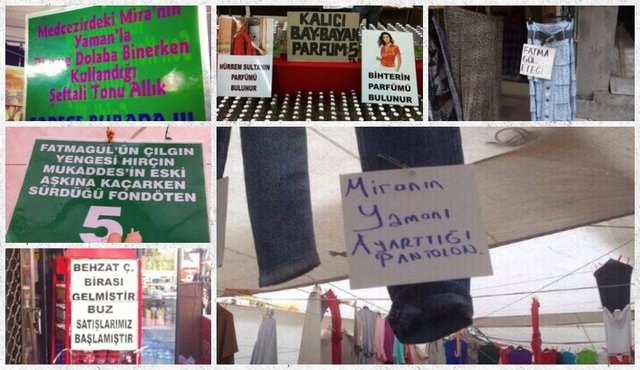 Medcezirdeki Mira'nın
Yaman'la
Dolaba Binerken
Kullandığı
Şeftali Tonu Allık
KALICI
BAY-BAYAN
PARFÜM:5
HÜRREM SULTANIN
PARFÜMÜ
BULUNUR
BİHTERİN
PARFÜMÜ
BULUNUR
FATMA
GÜL
ETEĞİ
FATMAGÜL'ÜN ÇILGIN
YENGESİ HIRÇIN
MUKADDES'İN ESKİ
AŞKINA KAÇARKEN
SÜRDÜĞÜ FONDÖTEN
5
Miranın
Yamanı
Ayarttığı
PANTOLON.
BEHZAT Ç.
BİRASI
GELMİŞTİR
BUZ
SATIŞLARIMIZ
BAŞLAMIŞTIR